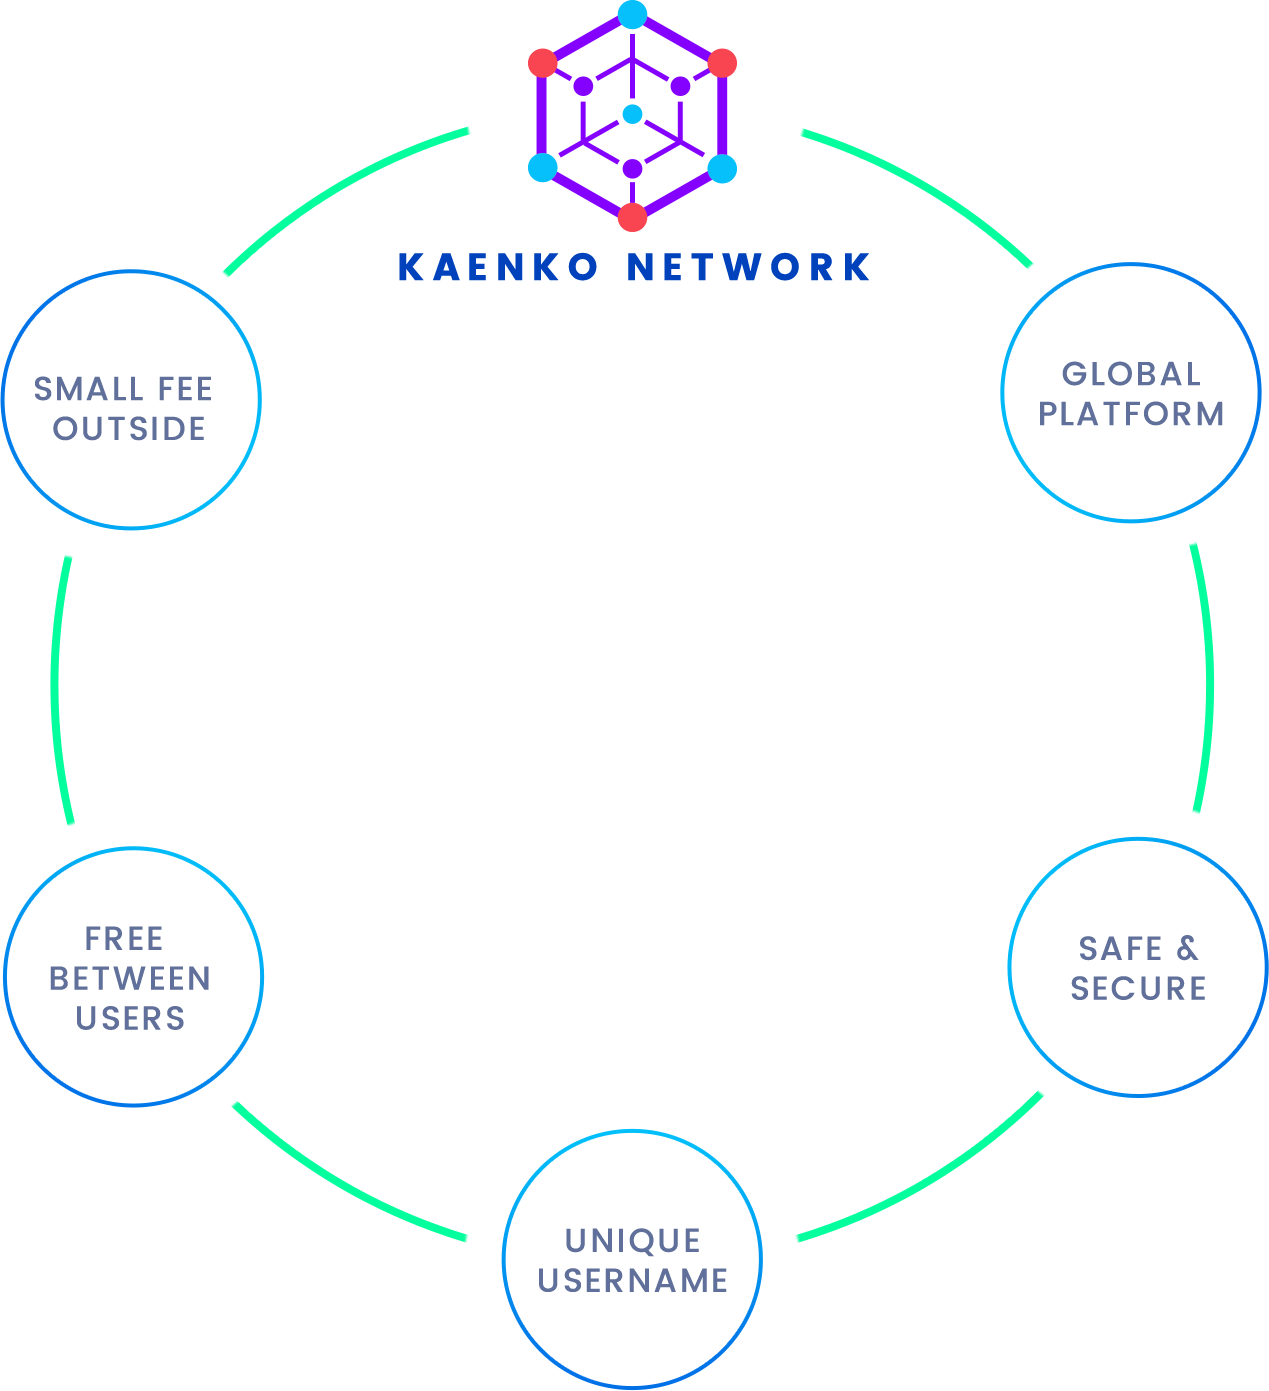 KAENKO NETWORK
SMALL FEE
OUTSIDE
GLOBAL
PLATFORM
FREE
BETWEEN
USERS
SAFE &
SECURE
UNIQUE
USERNAME